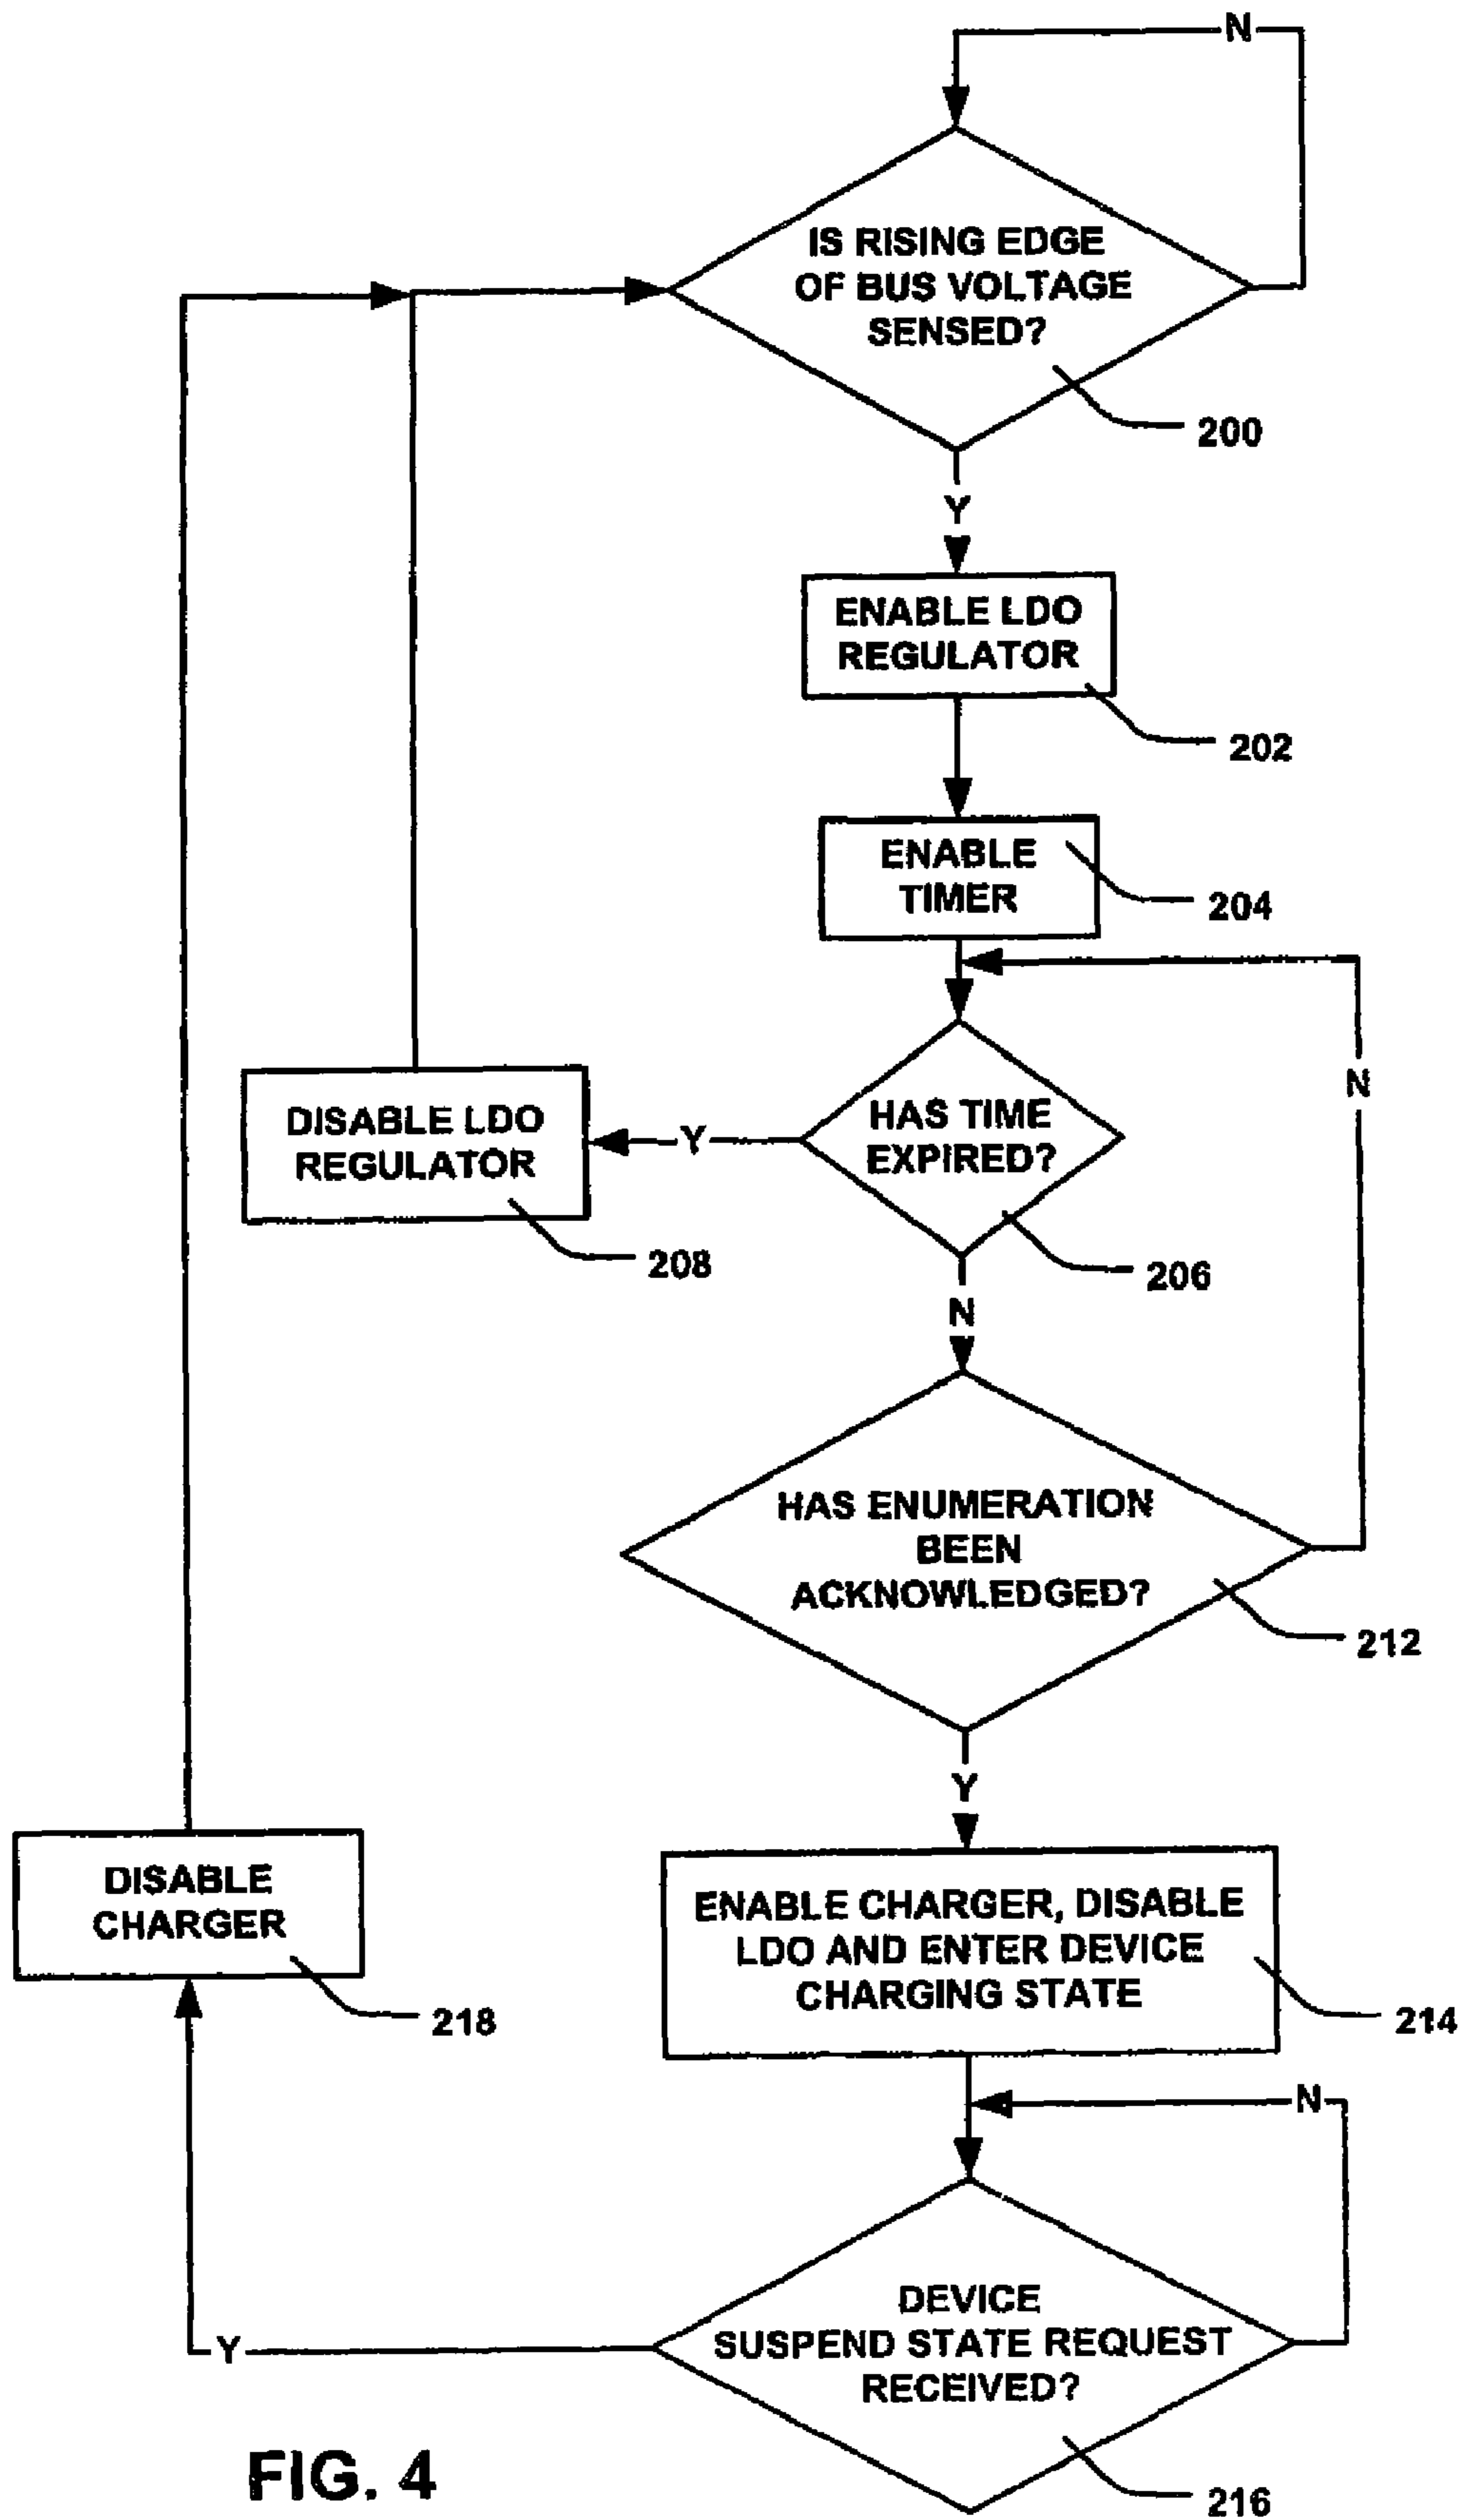 N
IS RISING EDGE
OF BUS VOLTAGE
SENSED?
200
Y
ENABLE LDO
REGULATOR
202
ENABLE
TIMER
204
N
DISABLE LDO
REGULATOR
208
Y
HAS TIME
EXPIRED?
206
N
HAS ENUMERATION
BEEN
ACKNOWLEDGED?
212
Y
DISABLE
CHARGER
218
ENABLE CHARGER, DISABLE
LDO AND ENTER DEVICE
CHARGING STATE
214
N
DEVICE
SUSPEND STATE REQUEST
RECEIVED?
Y
216
FIG. 4